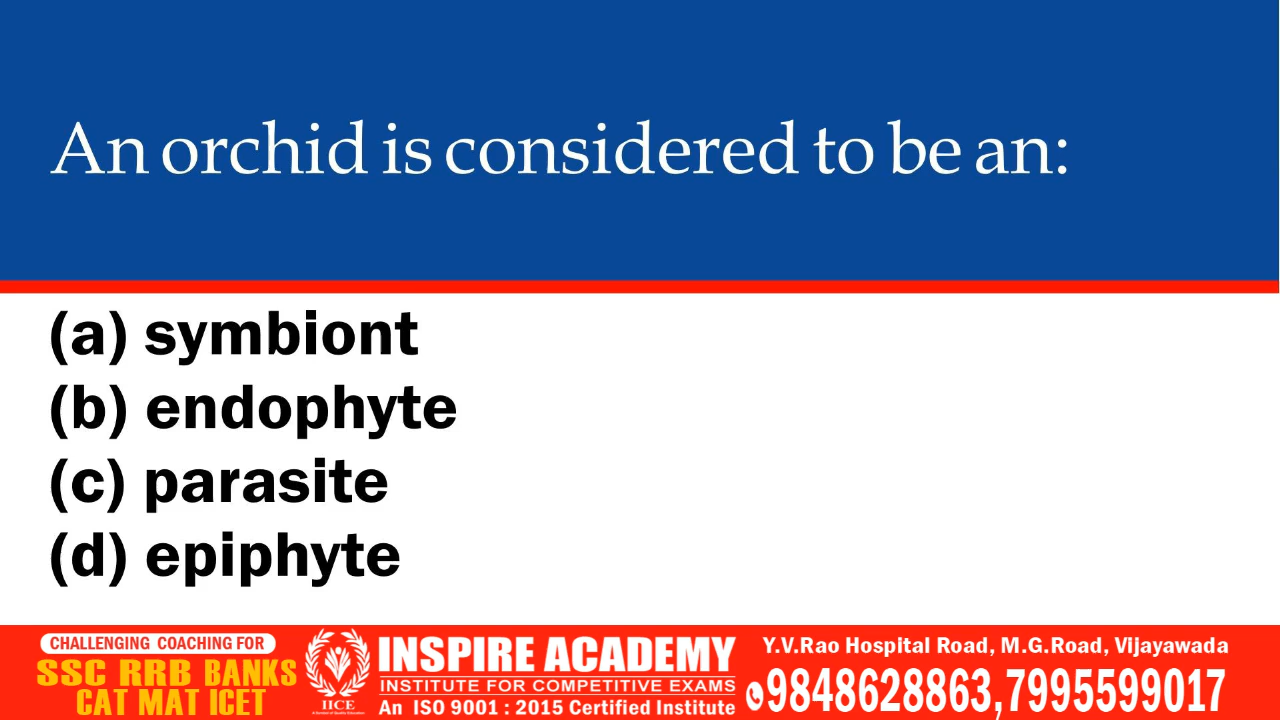 An orchid is considered to be an:
(a) symbiont
(b) endophyte
(c) parasite
(d) epiphyte
CHALLENGING COACHING FOR
SSC RRB BANKS
CAT MAT ICET
IICE
INSPIRE ACADEMY
INSTITUTE FOR COMPETITIVE EXAMS
An ISO 9001 : 2015 Certified Institute
Y.V.Rao Hospital Road, M.G.Road, Vijayawada
9848628863,7995599017